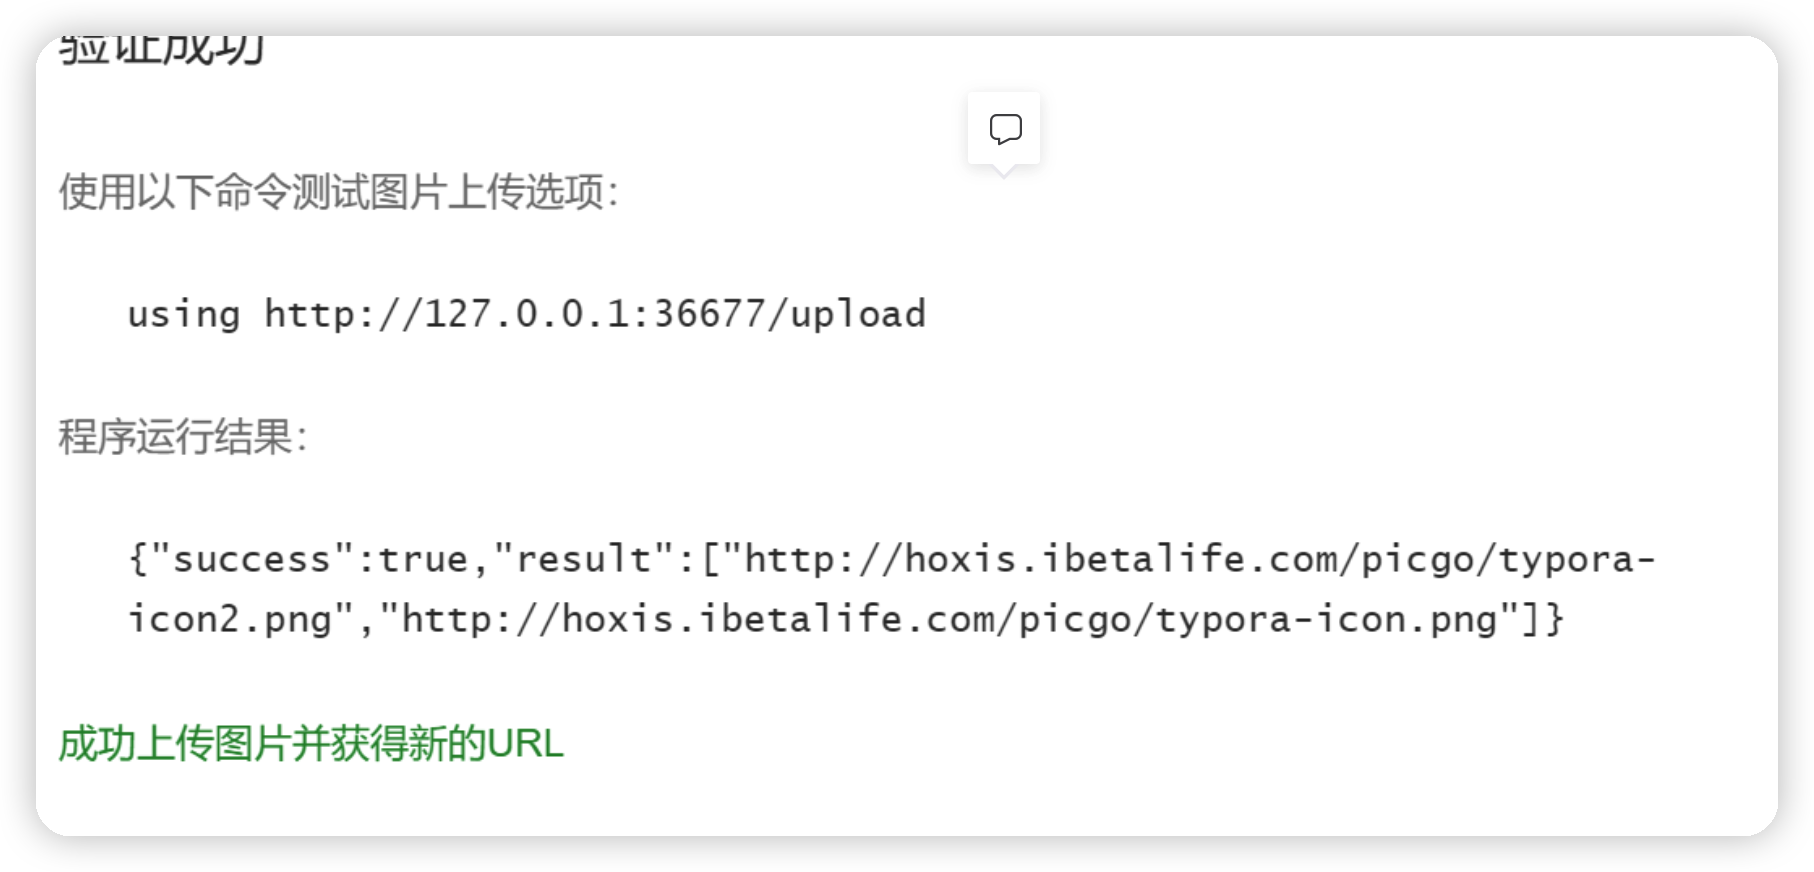 验证成功
使用以下命令测试图片上传选项：
using http://127.0.0.1:36677/upload
程序运行结果：
{"success":true,"result":["http://hoxis.ibetalife.com/picgo/typora-
icon2.png","http://hoxis.ibetalife.com/picgo/typora-icon.png"]}
成功上传图片并获得新的URL